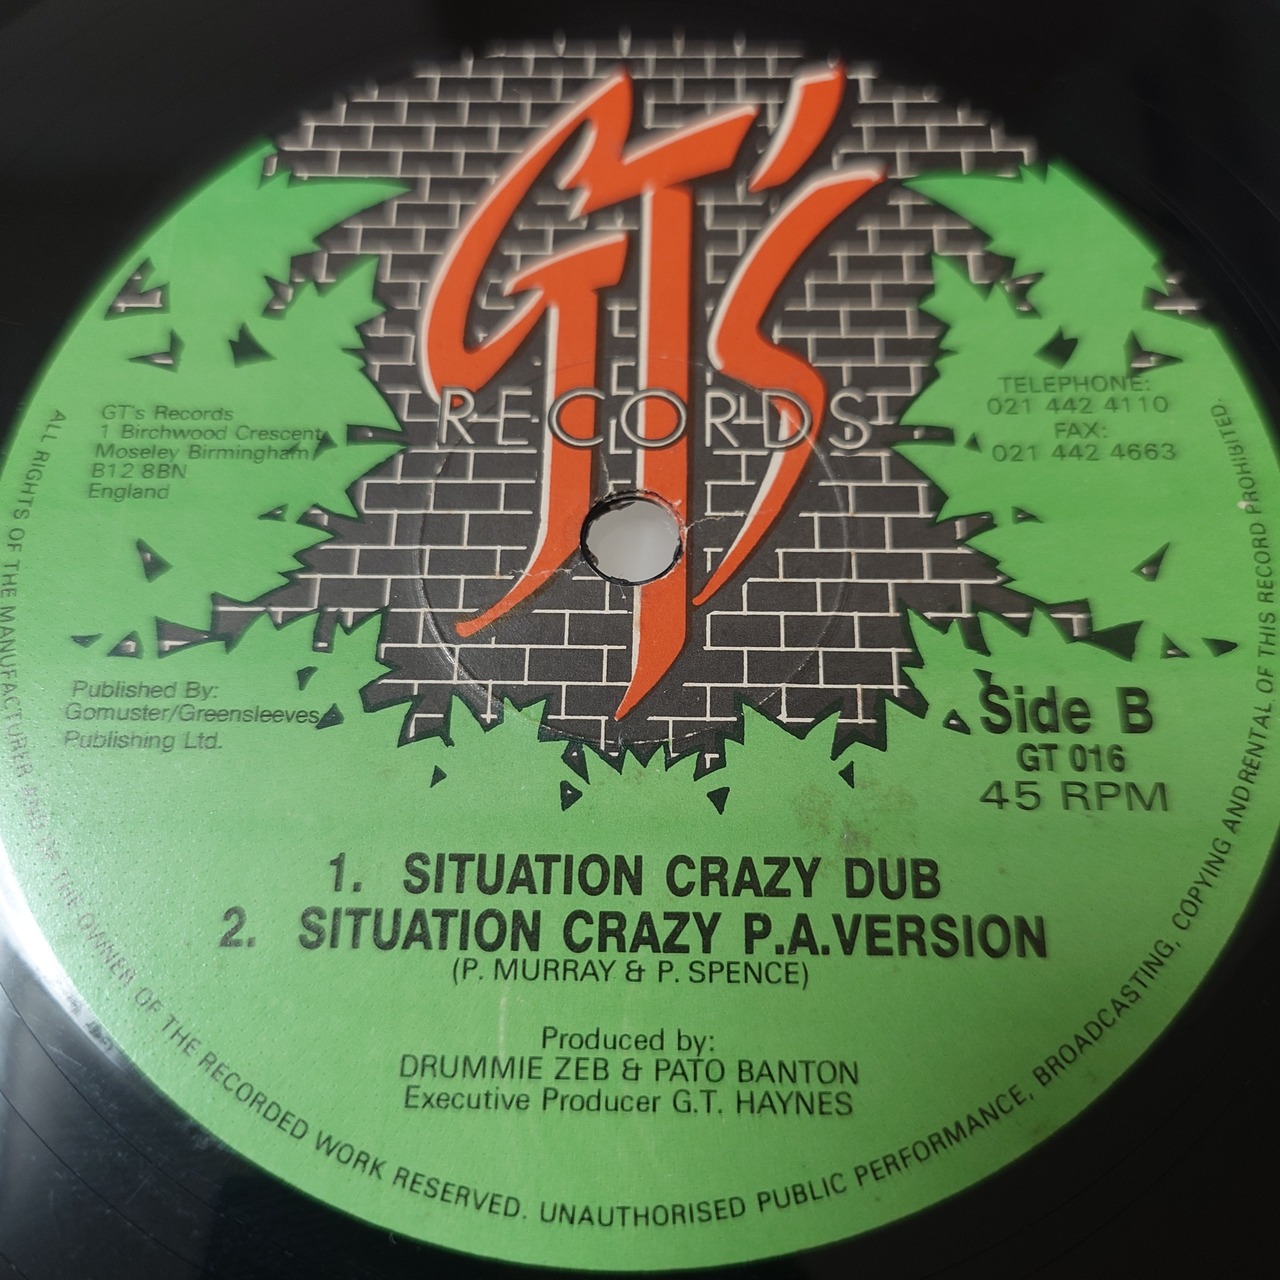 GT's
RECORDS
GT's Records
1 Birchwood Crescent
Moseley Birmingham
B12 8BN
England
TELEPHONE:
021 442 4110
FAX:
021 442 4663
Published By:
Gomuster/Greensleeves
Publishing Ltd.
Side B
GT 016
45 RPM
1. SITUATION CRAZY DUB
2. SITUATION CRAZY P.A.VERSION
(P. MURRAY & P. SPENCE)
Produced by:
DRUMMIE ZEB & PATO BANTON
Executive Producer G.T. HAYNES
ALL RIGHTS OF THE MANUFACTURER AND OF THE OWNER OF THE RECORDED WORK RESERVED. UNAUTHORISED PUBLIC PERFORMANCE, BROADCASTING, COPYING ANDRENTAL OF THIS RECORD PROHIBITED.